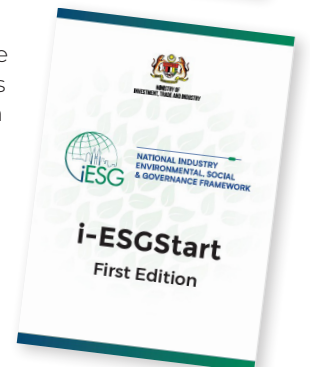 e
s
MINISTRY OF
INVESTMENT, TRADE AND INDUSTRY
iESG
NATIONAL INDUSTRY
ENVIRONMENTAL, SOCIAL
& GOVERNANCE FRAMEWORK
i-ESGStart
First Edition